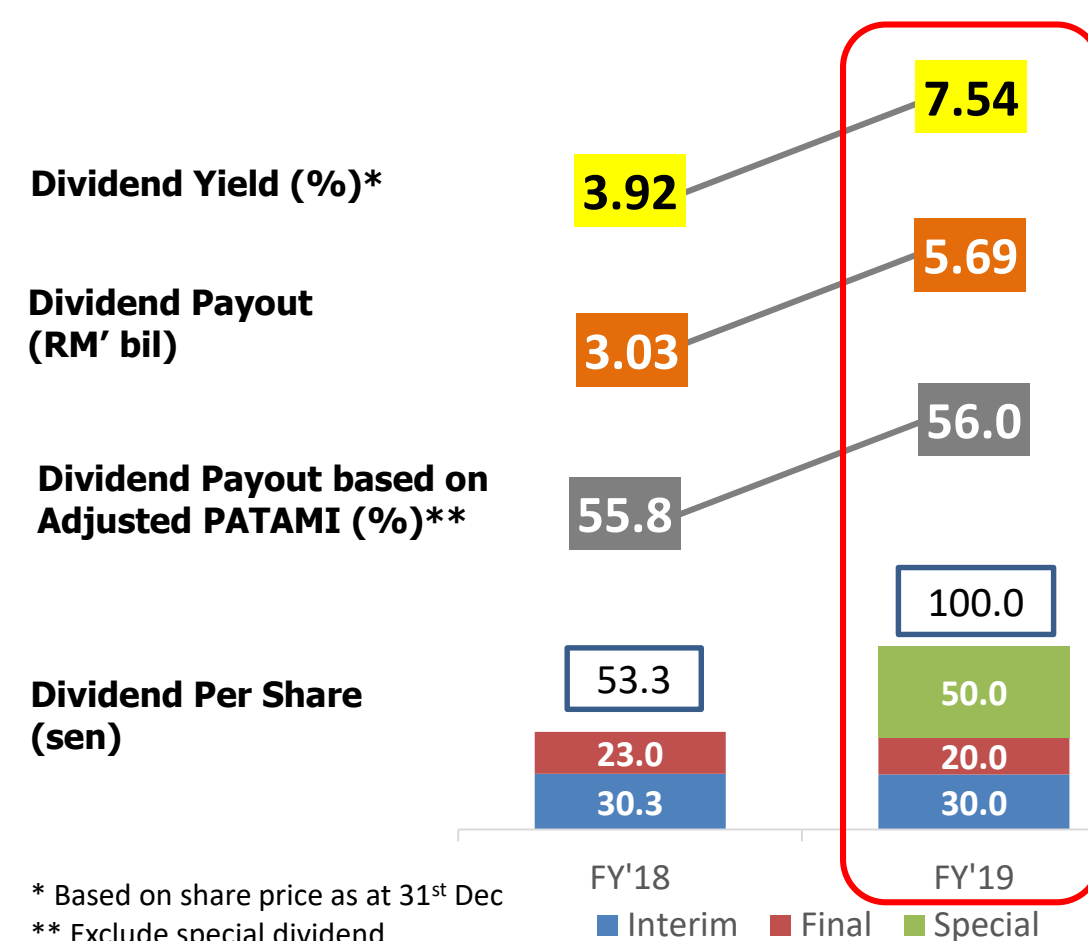 7.54
Dividend Yield (%)*
3.92
5.69
Dividend Payout
(RM' bil)
3.03
56.0
Dividend Payout based on
Adjusted PATAMI (%)**
55.8
100.0
53.3
Dividend Per Share
(sen)
50.0
23.0
20.0
30.3
30.0
FY'18
FY'19
* Based on share price as at 31st Dec
** Exclude special dividend
Interim Final Special